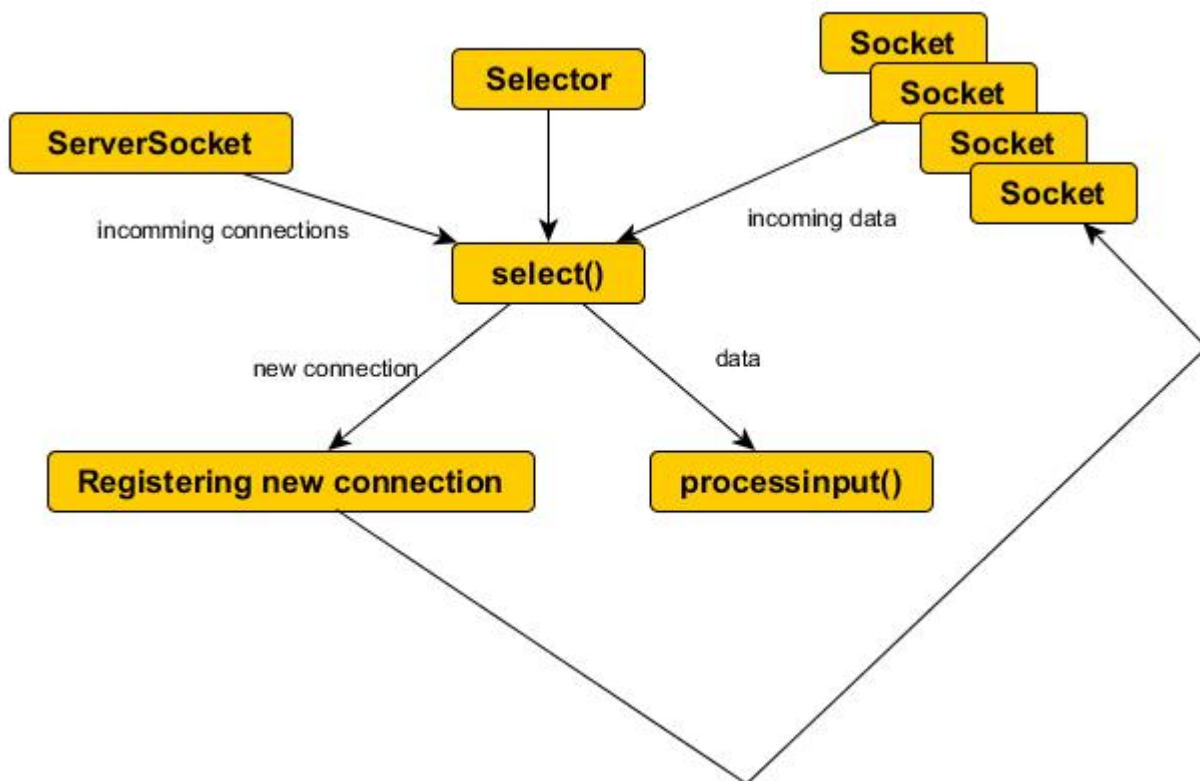 Socket
Selector
Socket
ServerSocket
Socket
Socket
incomming connections
incoming data
select()
new connection
data
Registering new connection
processinput()